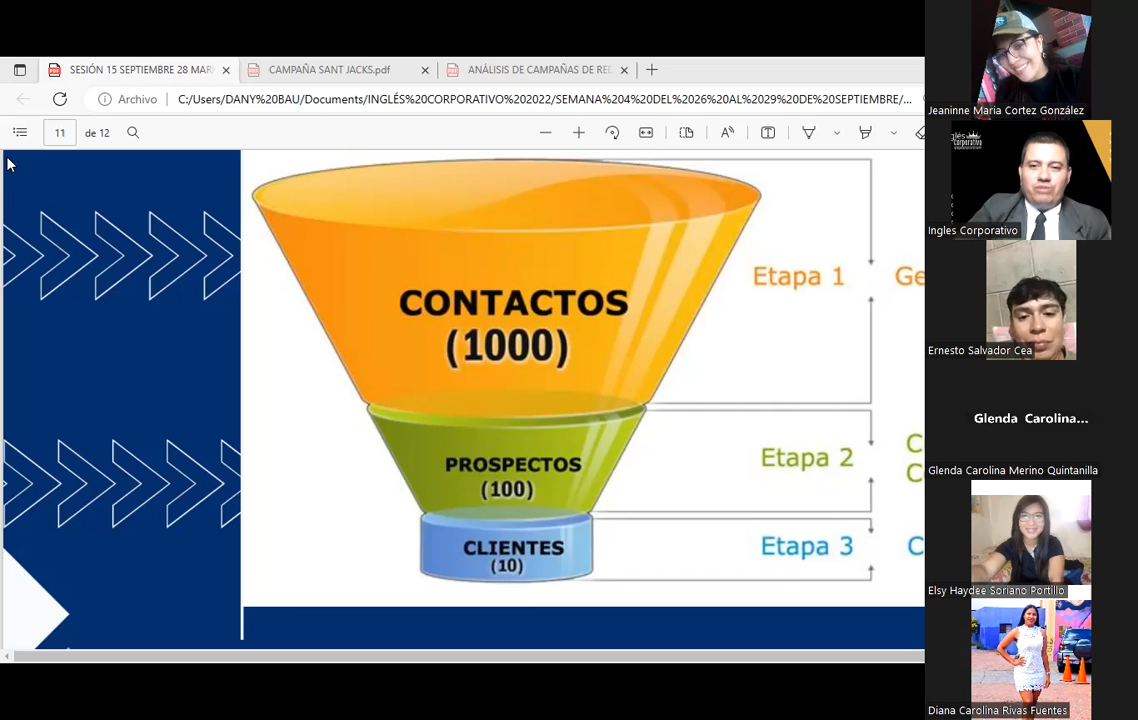 SESIÓN 15 SEPTIEMBRE 28 MAR
CAMPAÑA SANT JACKS.pdf
ANÁLISIS DE CAMPAÑAS DE REC
Archivo
C:/Users/DANY%20BAU/Documents/INGLÉS%20CORPORATIVO%202022/SEMANA%204%20DEL%2026%20AL%2029%20DE%20SEPTIEMBRE/...
11 de 12
CONTACTOS
(1000)
Etapa 1
Ge
PROSPECTOS
(100)
Etapa 2
C
C
CLIENTES
(10)
Etapa 3
C
Jeaninne Maria Cortez González
Ingles Corporativo
Ernesto Salvador Cea
Glenda Carolina...
Glenda Carolina Merino Quintanilla
Elsy Haydee Soriano Portillo
Diana Carolina Rivas Fuentes